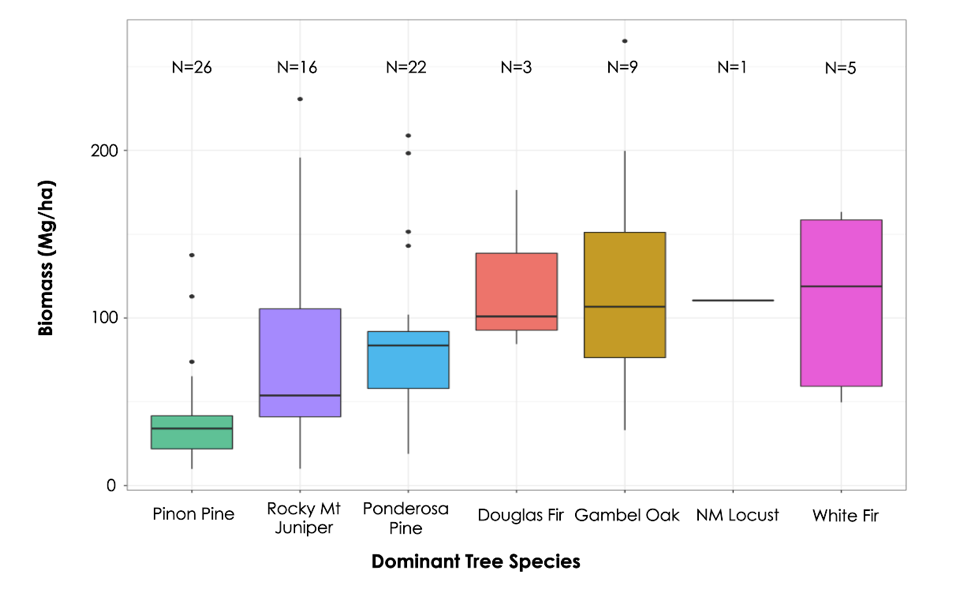 N=26 N=16 N=22 N=3 N=9 N=1 N=5
200
100
0
Biomass (Mg/ha)
Pinon Pine
Rocky Mt
Juniper
Ponderosa
Pine
Douglas Fir
Gambel Oak
NM Locust
White Fir
Dominant Tree Species